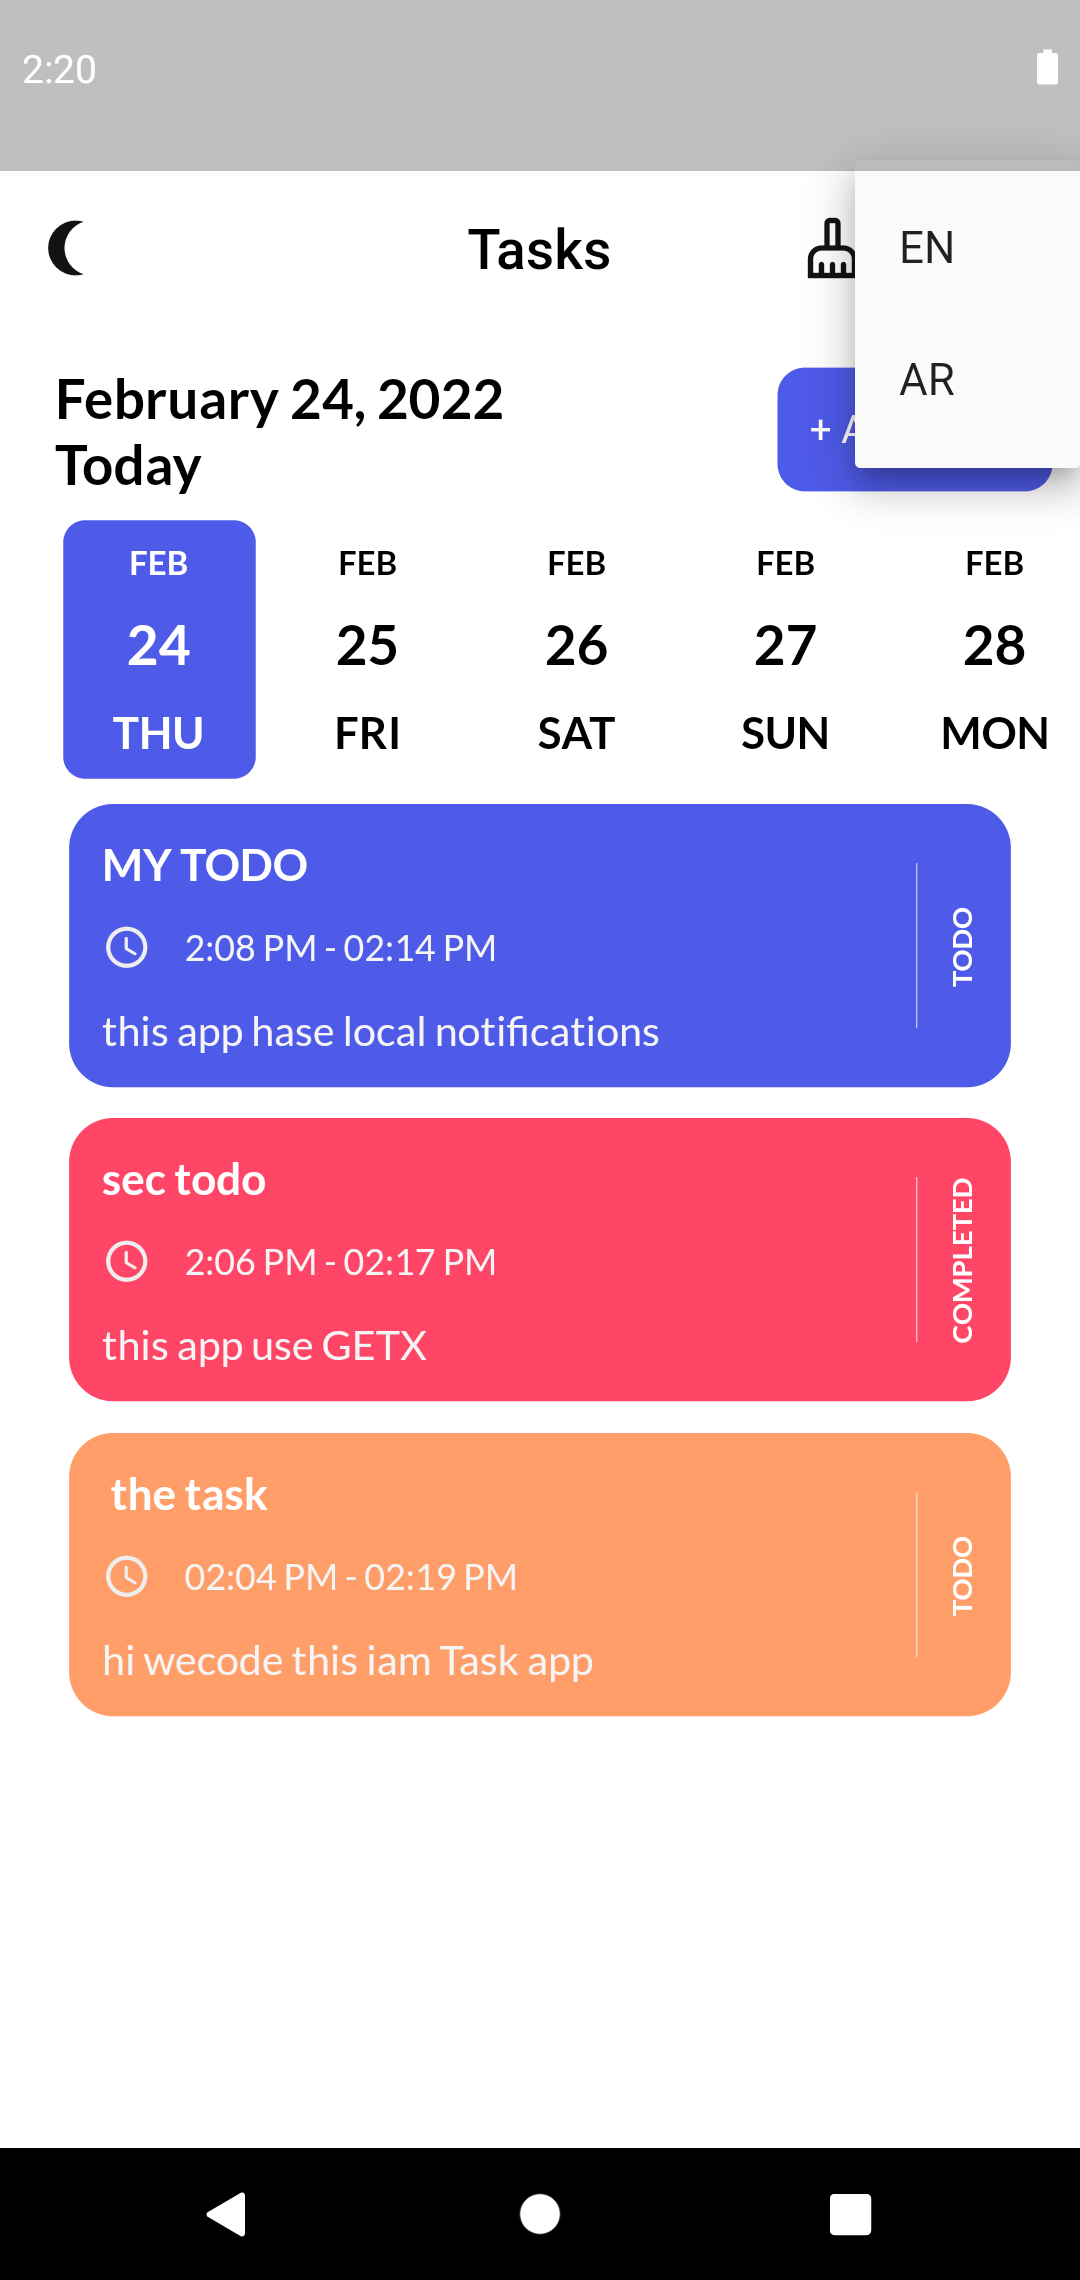 2:20
Tasks
EN
AR
February 24, 2022
Today
+ A
FEB
24
THU
FEB
25
FRI
FEB
26
SAT
FEB
27
SUN
FEB
28
MON
MY TODO
2:08 PM - 02:14 PM
this app hase local notifications
TODO
sec todo
2:06 PM - 02:17 PM
this app use GETX
COMPLETED
the task
02:04 PM - 02:19 PM
hi wecode this iam Task app
TODO